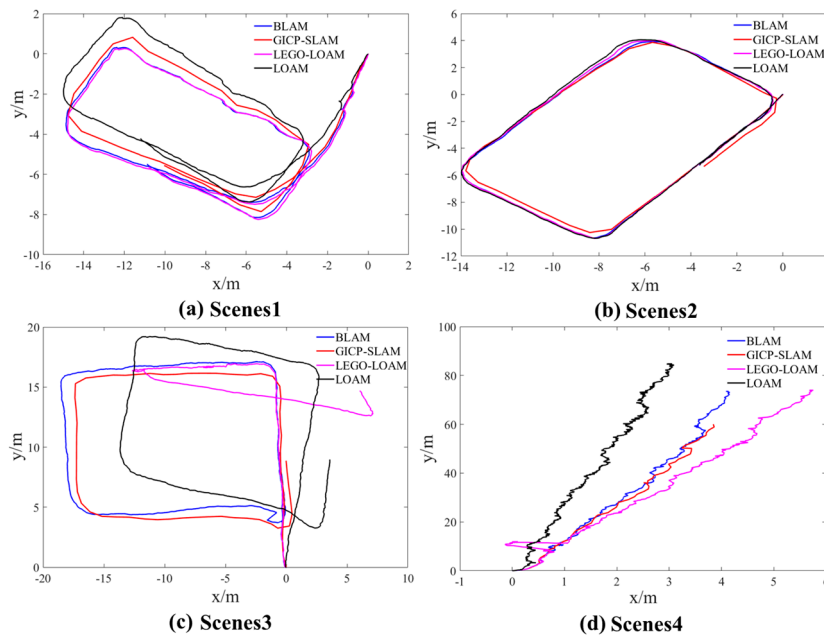 BLAM
GICP-SLAM
LEGO-LOAM
LOAM
y/m
2
0
-2
-4
-6
-8
-10
-16
-14
-12
-10
-8
-6
-4
-2
0
2
x/m
(a) Scenes1
BLAM
GICP-SLAM
LEGO-LOAM
LOAM
y/m
6
4
2
0
-2
-4
-6
-8
-10
-12
-14
-12
-10
-8
-6
-4
-2
0
x/m
(b) Scenes2
BLAM
GICP-SLAM
LEGO-LOAM
LOAM
y/m
20
15
10
5
0
-20
-15
-10
-5
0
5
10
x/m
(c) Scenes3
BLAM
GICP-SLAM
LEGO-LOAM
LOAM
y/m
100
80
60
40
20
0
-1
0
1
2
3
4
5
x/m
(d) Scenes4